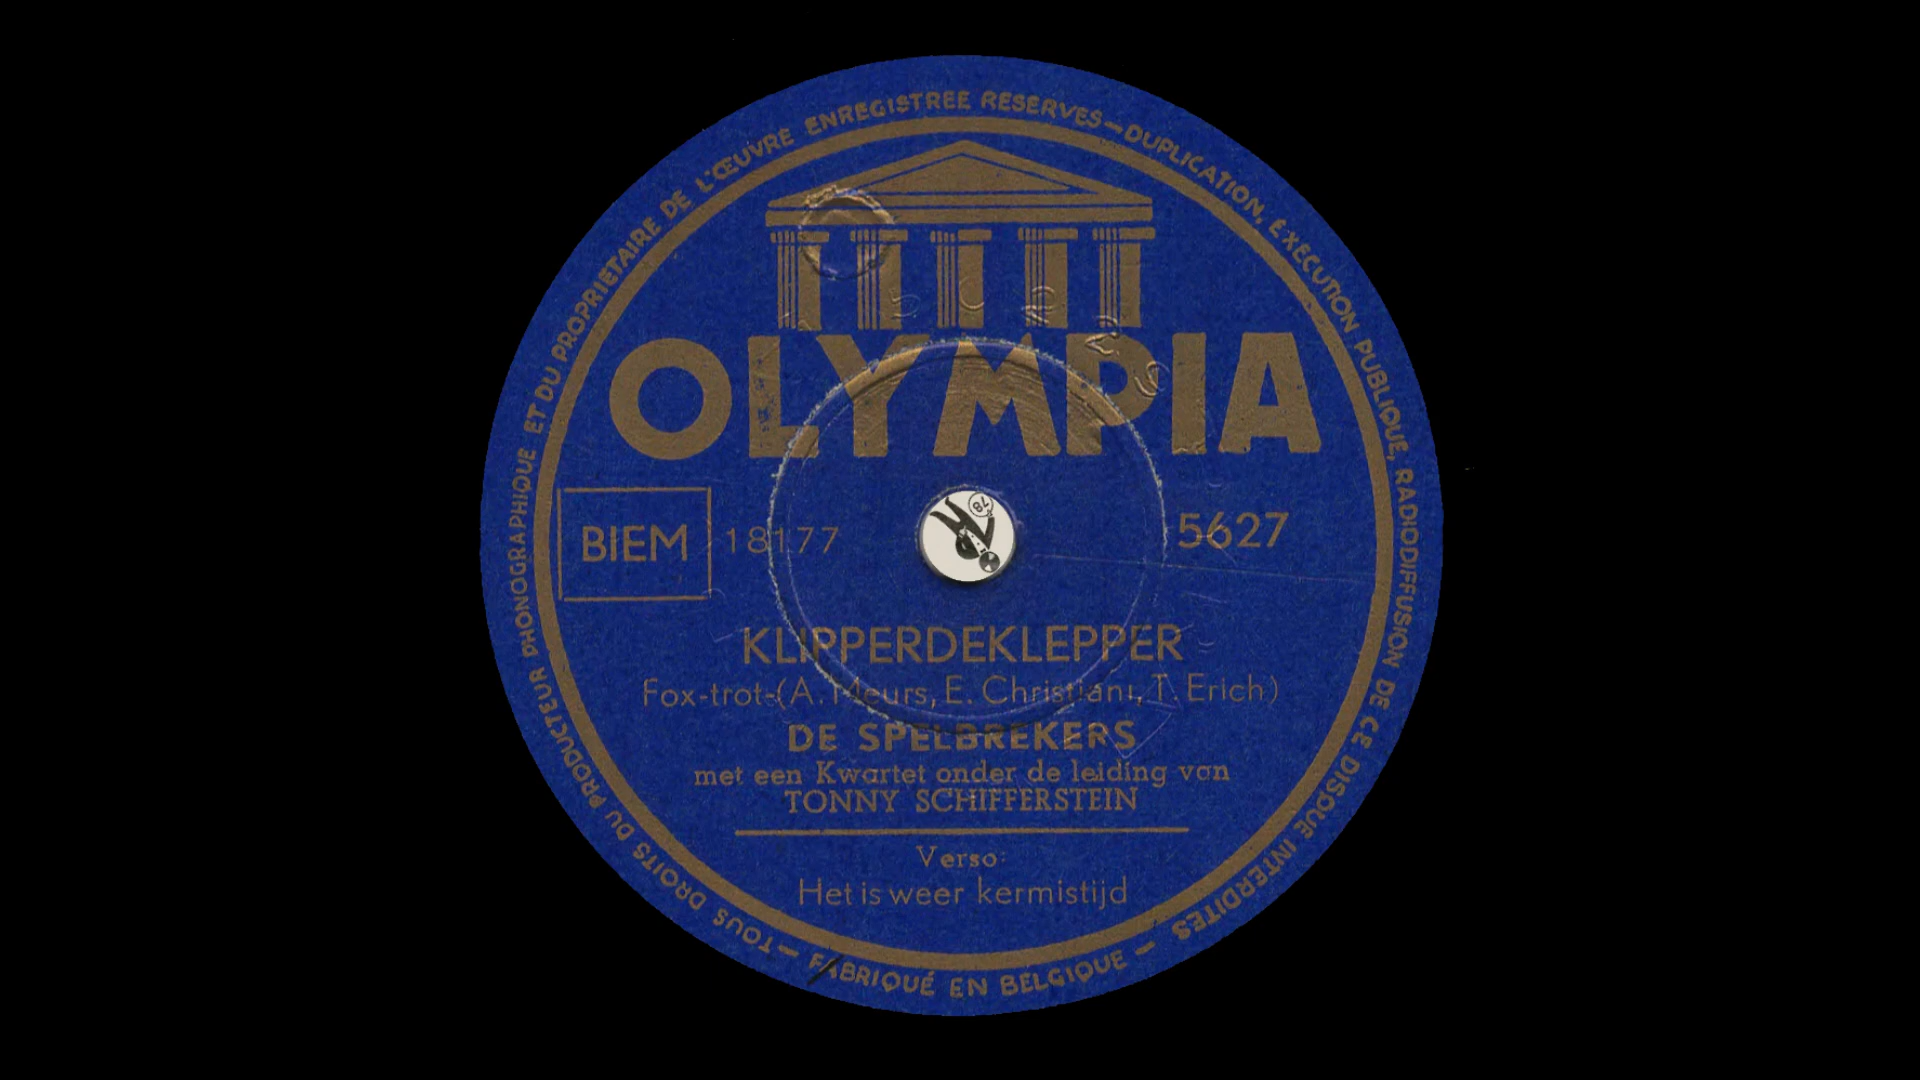 TOUS DROITS DU PRODUCTEUR PHONOGRAPHIQUE ET DU PROPRIETAIRE DE L'ŒUVRE ENREGISTREE RESERVES — DUPLICATION, EXECUTION PUBLIQUE, RADIODIFFUSION DE CE DISQUE INTERDITES — FABRIQUÉ EN BELGIQUE —
OLYMPIA
BIEM 18177 5627
78
KLIPPERDEKLEPPER
Fox-trot-(A. Meurs, E. Christiani, T. Erich)
DE SPELBREKERS
met een Kwartet onder de leiding van
TONNY SCHIFFERSTEIN
Verso:
Het is weer kermistijd